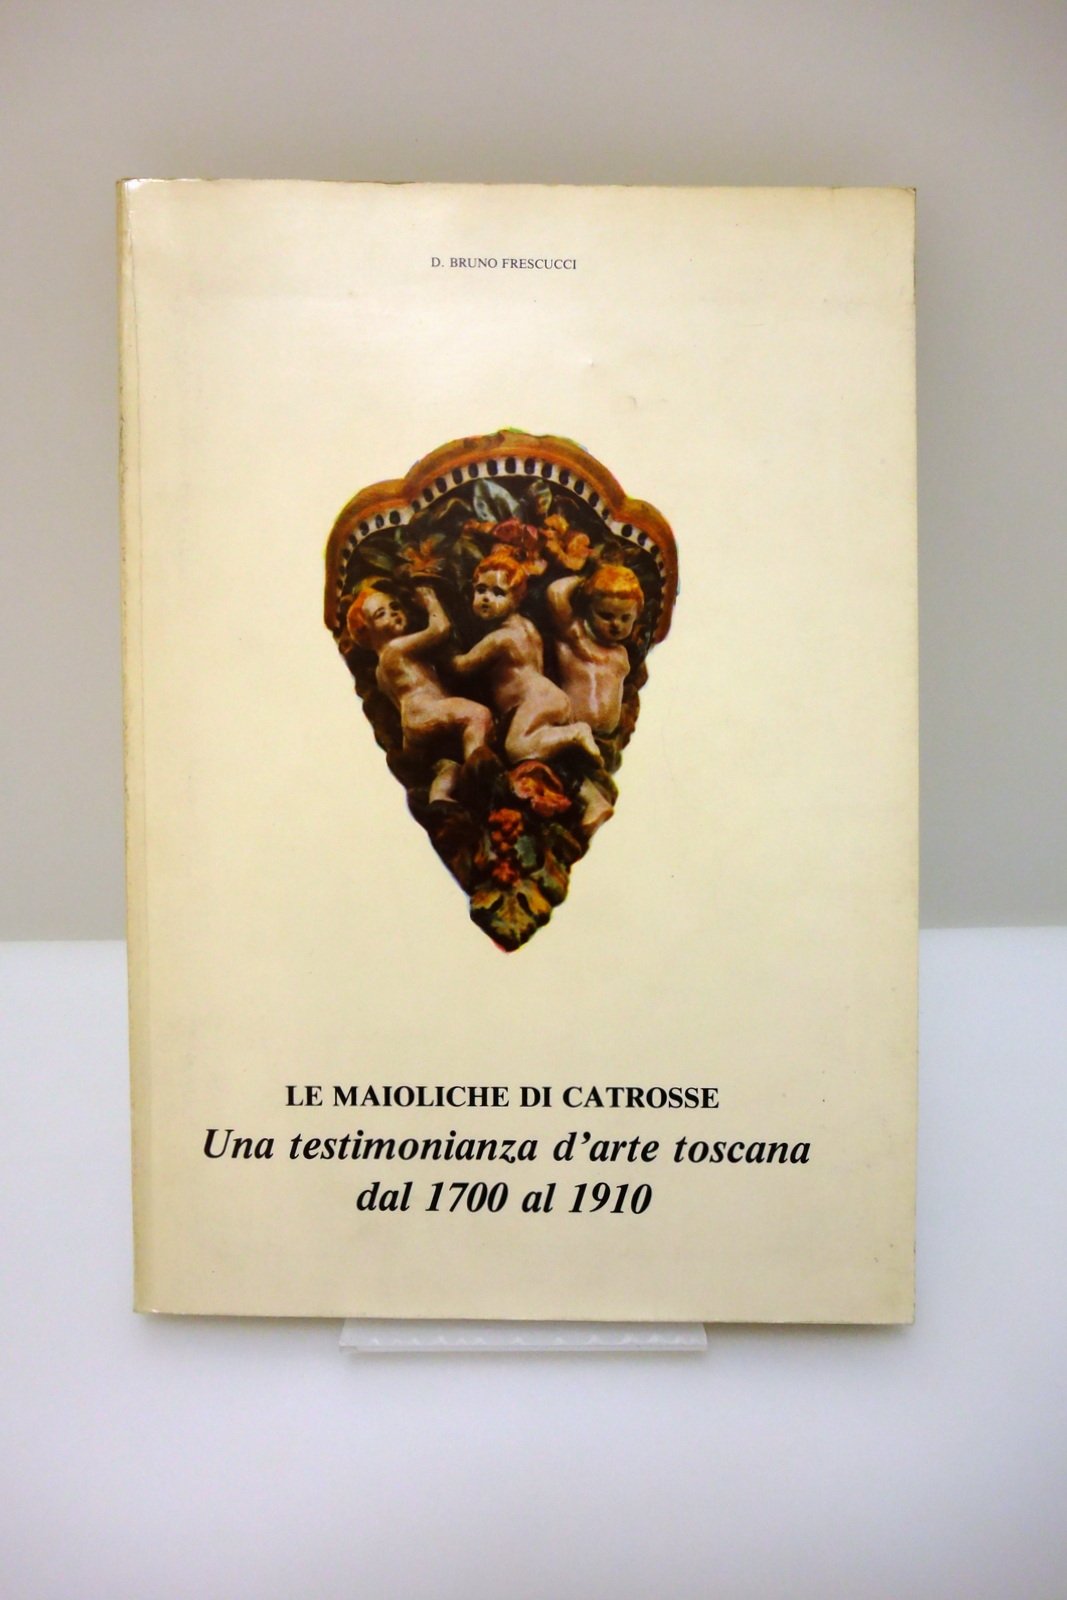 D. BRUNO FRESCUCCI
LE MAIOLICHE DI CATROSSE
Una testimonianza d'arte toscana
dal 1700 al 1910